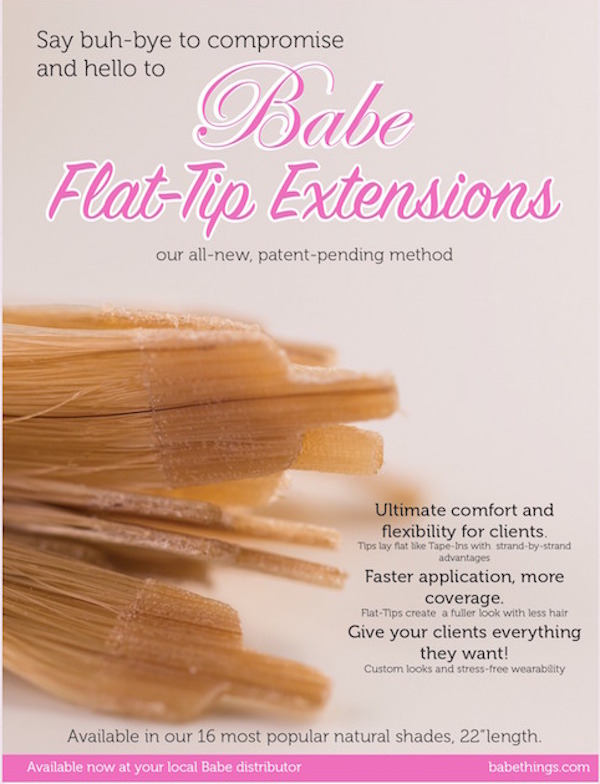 Say buh-bye to compromise
and hello to
Babe
Flat-Tip Extensions
our all-new, patent-pending method
Ultimate comfort and
flexibility for clients.
Tips lay flat like Tape-Ins with strand-by-strand
advantages
Faster application, more
coverage.
Flat-Tips create a fuller look with less hair
Give your clients everything
they want!
Custom looks and stress-free wearability
Available in our 16 most popular natural shades, 22"length.
Available now at your local Babe distributor
babethings.com